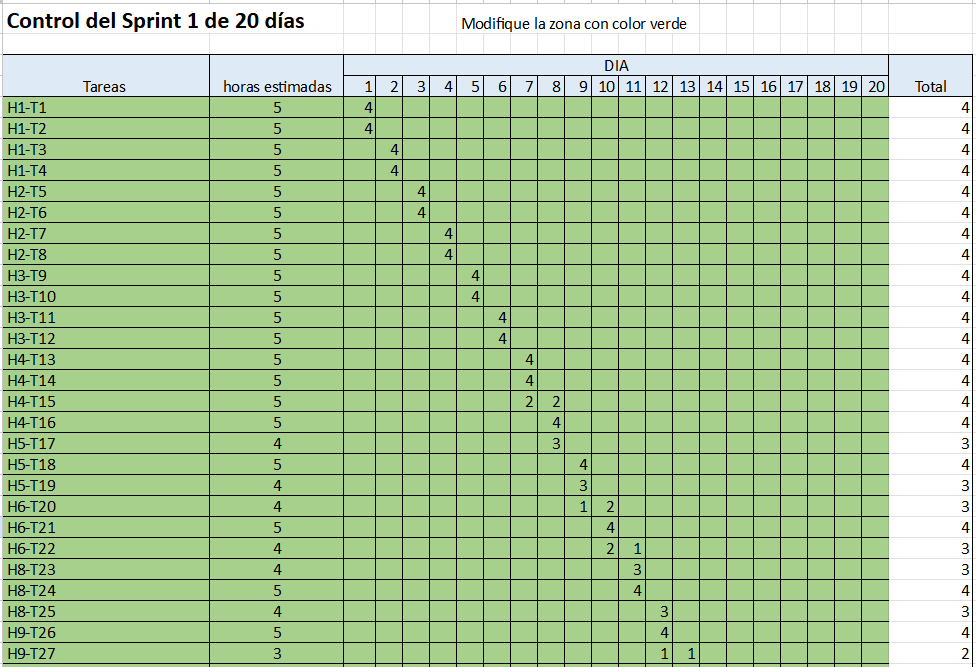 Control del Sprint 1 de 20 días Modifique la zona con color verde
DIA
Tareas horas estimadas 1 2 3 4 5 6 7 8 9 10 11 12 13 14 15 16 17 18 19 20 Total
H1-T1 5 4 4
H1-T2 5 4 4
H1-T3 5 4 4
H1-T4 5 4 4
H2-T5 5 4 4
H2-T6 5 4 4
H2-T7 5 4 4
H2-T8 5 4 4
H3-T9 5 4 4
H3-T10 5 4 4
H3-T11 5 4 4
H3-T12 5 4 4
H4-T13 5 4 4
H4-T14 5 4 4
H4-T15 5 2 2 4
H4-T16 5 4 4
H5-T17 4 3 3
H5-T18 5 4 4
H5-T19 4 3 3
H6-T20 4 1 2 3
H6-T21 5 4 4
H6-T22 4 2 1 3
H8-T23 4 3 3
H8-T24 5 4 4
H8-T25 4 3 3
H9-T26 5 4 4
H9-T27 3 1 1 2